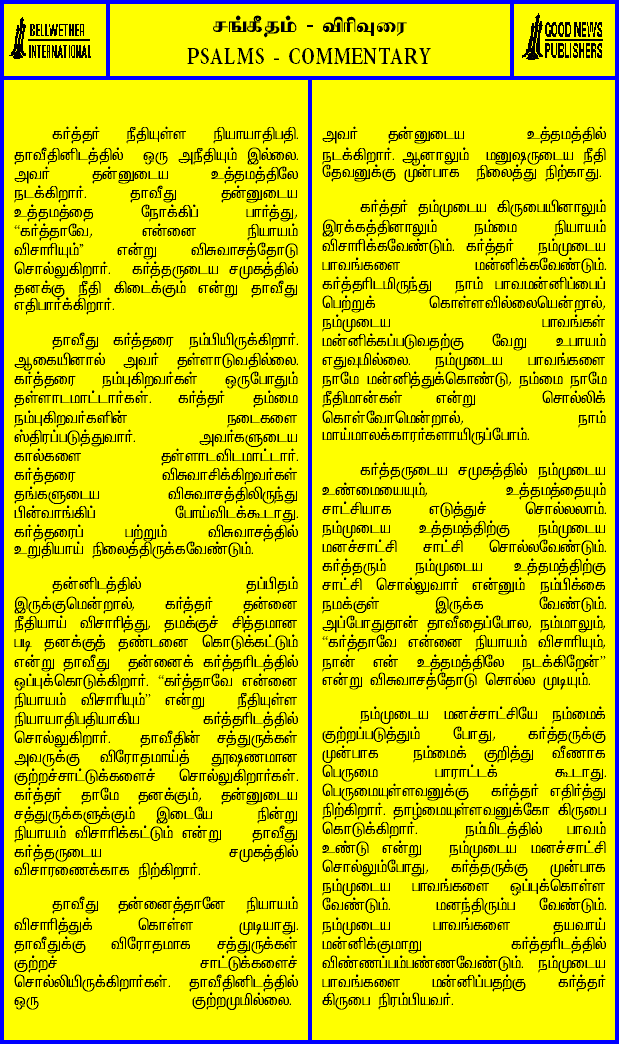 BELLWETHER
INTERNATIONAL
சங்கீதம் - விரிவுரை
PSALMS - COMMENTARY
GOOD NEWS
PUBLISHERS
கர்த்தர் நீதியுள்ள நியாயாதிபதி.
தாவீதினிடத்தில் ஒரு அநீதியும் இல்லை.
அவர் தன்னுடைய உத்தமத்திலே
நடக்கிறார். தாவீது தன்னுடைய
உத்தமத்தை நோக்கிப் பார்த்து,
“கர்த்தாவே, என்னை நியாயம்
விசாரியும்” என்று விசுவாசத்தோடு
சொல்லுகிறார். கர்த்தருடைய சமுகத்தில்
தனக்கு நீதி கிடைக்கும் என்று தாவீது
எதிபார்க்கிறார்.
தாவீது கர்த்தரை நம்பியிருக்கிறார்.
ஆகையினால் அவர் தள்ளாடுவதில்லை.
கர்த்தரை நம்புகிறவர்கள் ஒருபோதும்
தள்ளாடமாட்டார்கள். கர்த்தர் தம்மை
நம்புகிறவர்களின் நடைகளை
ஸ்திரப்படுத்துவார். அவர்களுடைய
கால்களை தள்ளாடவிடமாட்டார்.
கர்த்தரை விசுவாசிக்கிறவர்கள்
தங்களுடைய விசுவாசத்திலிருந்து
பின்வாங்கிப் போய்விடக்கூடாது.
கர்த்தரைப் பற்றும் விசுவாசத்தில்
உறுதியாய் நிலைத்திருக்கவேண்டும்.
தன்னிடத்தில் தப்பிதம்
இருக்குமென்றால், கர்த்தர் தன்னை
நீதியாய் விசாரித்து, தமக்குச் சித்தமான
படி தனக்குத் தண்டனை கொடுக்கட்டும்
என்று தாவீது தன்னைக் கர்த்தரிடத்தில்
ஒப்புக்கொடுக்கிறார். “கர்த்தாவே என்னை
நியாயம் விசாரியும்” என்று நீதியுள்ள
நியாயாதிபதியாகிய கர்த்தரிடத்தில்
சொல்லுகிறார். தாவீதின் சத்துருக்கள்
அவருக்கு விரோதமாய்த் தூஷணமான
குற்றச்சாட்டுக்களைச் சொல்லுகிறார்கள்.
கர்த்தர் தாமே தனக்கும், தன்னுடைய
சத்துருக்களுக்கும் இடையே நின்று
நியாயம் விசாரிக்கட்டும் என்று தாவீது
கர்த்தருடைய சமுகத்தில்
விசாரணைக்காக நிற்கிறார்.
தாவீது தன்னைத்தானே நியாயம்
விசாரித்துக் கொள்ள முடியாது.
தாவீதுக்கு விரோதமாக சத்துருக்கள்
குற்றச் சாட்டுக்களைச்
சொல்லியிருக்கிறார்கள். தாவீதினிடத்தில்
ஒரு குற்றமுமில்லை.
அவர் தன்னுடைய உத்தமத்தில்
நடக்கிறார். ஆனாலும் மனுஷருடைய நீதி
தேவனுக்கு முன்பாக நிலைத்து நிற்காது.
கர்த்தர் தம்முடைய கிருபையினாலும்
இரக்கத்தினாலும் நம்மை நியாயம்
விசாரிக்கவேண்டும். கர்த்தர் நம்முடைய
பாவங்களை மன்னிக்கவேண்டும்.
கர்த்தரிடமிருந்து நாம் பாவமன்னிப்பைப்
பெற்றுக் கொள்ளவில்லையென்றால்,
நம்முடைய பாவங்கள்
மன்னிக்கப்படுவதற்கு வேறு உபாயம்
எதுவுமில்லை. நம்முடைய பாவங்களை
நாமே மன்னித்துக்கொண்டு, நம்மை நாமே
நீதிமான்கள் என்று சொல்லிக்
கொள்வோமென்றால், நாம்
மாய்மாலக்காரர்களாயிருப்போம்.
கர்த்தருடைய சமுகத்தில் நம்முடைய
உண்மையையும், உத்தமத்தையும்
சாட்சியாக எடுத்துச் சொல்லலாம்.
நம்முடைய உத்தமத்திற்கு நம்முடைய
மனச்சாட்சி சாட்சி சொல்லவேண்டும்.
கர்த்தரும் நம்முடைய உத்தமத்திற்கு
சாட்சி சொல்லுவார் என்னும் நம்பிக்கை
நமக்குள் இருக்க வேண்டும்.
அப்போதுதான் தாவீதைப்போல, நம்மாலும்,
“கர்த்தாவே என்னை நியாயம் விசாரியும்,
நான் என் உத்தமத்திலே நடக்கிறேன்”
என்று விசுவாசத்தோடு சொல்ல முடியும்.
நம்முடைய மனச்சாட்சியே நம்மைக்
குற்றப்படுத்தும் போது, கர்த்தருக்கு
முன்பாக நம்மைக் குறித்து வீணாக
பெருமை பாராட்டக் கூடாது.
பெருமையுள்ளவனுக்கு கர்த்தர் எதிர்த்து
நிற்கிறார். தாழ்மையுள்ளவனுக்கோ கிருபை
கொடுக்கிறார். நம்மிடத்தில் பாவம்
உண்டு என்று நம்முடைய மனச்சாட்சி
சொல்லும்போது, கர்த்தருக்கு முன்பாக
நம்முடைய பாவங்களை ஒப்புக்கொள்ள
வேண்டும். மனந்திரும்ப வேண்டும்.
நம்முடைய பாவங்களை தயவாய்
மன்னிக்குமாறு கர்த்தரிடத்தில்
விண்ணப்பம்பண்ணவேண்டும். நம்முடைய
பாவங்களை மன்னிப்பதற்கு கர்த்தர்
கிருபை நிரம்பியவர்.